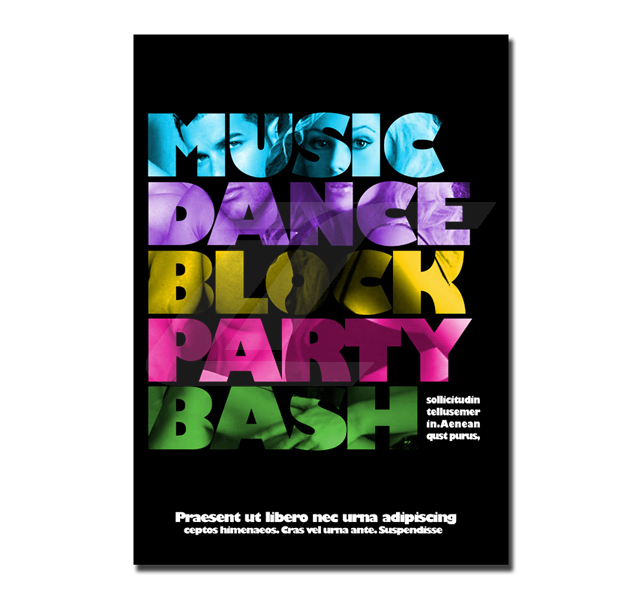 MUSIC
DANCE
BLOCK
PARTY
BASH
sollicitudin
tellusemer
in. Aenean
qust purus,
Praesent ut libero nec urna adipiscing
ceptos himenaeos. Cras vel urna ante. Suspendisse